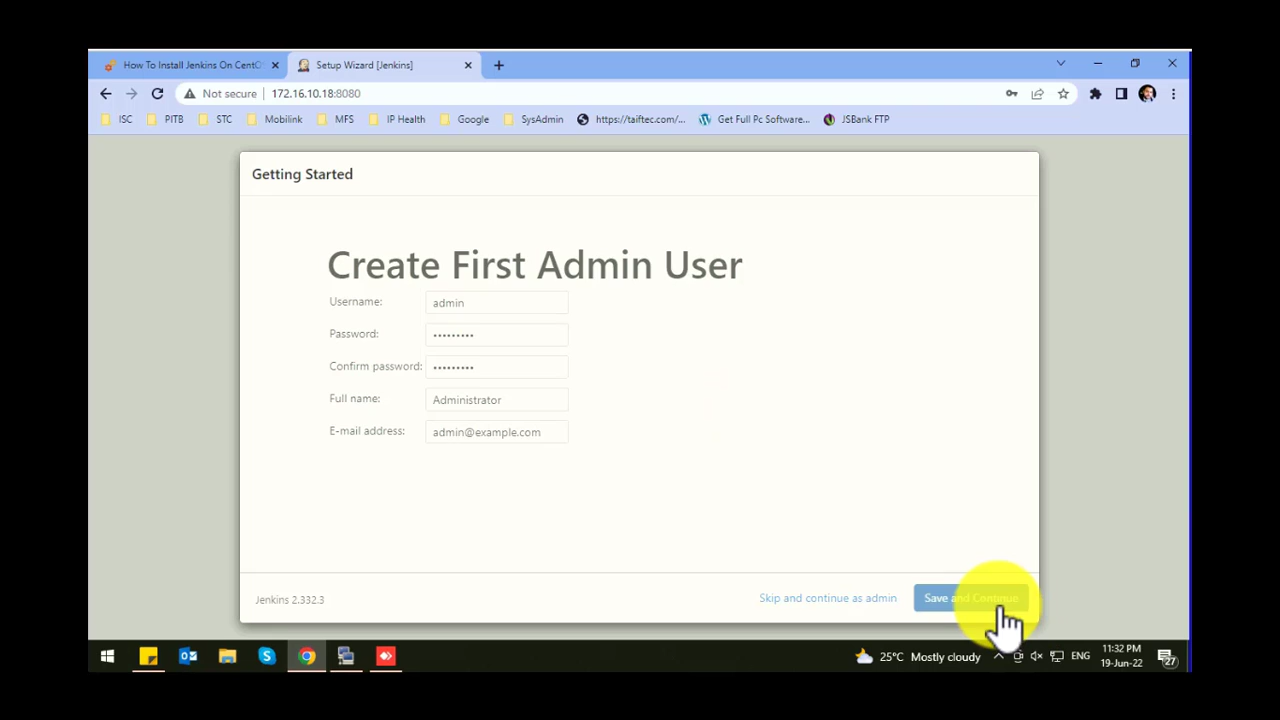 How To Install Jenkins On CentO
Setup Wizard [Jenkins]
Not secure
172.16.10.18:8080
ISC
PITB
STC
Mobilink
MFS
IP Health
Google
SysAdmin
https://taiftec.com/...
Get Full Pc Software...
JSBank FTP
Getting Started
Create First Admin User
Username:
admin
Password:
•••••••••
Confirm password:
•••••••••
Full name:
Administrator
E-mail address:
admin@example.com
Jenkins 2.332.3
Skip and continue as admin
Save and Continue
25°C Mostly cloudy
ENG
11:32 PM
19-Jun-22
27